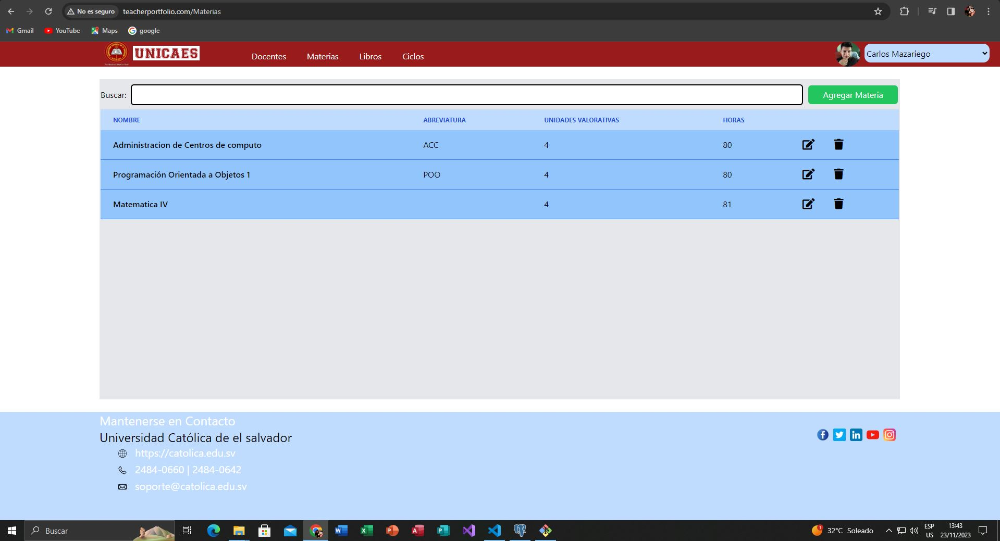 No es seguro teacherportfolio.com/Materias
Gmail YouTube Maps google
UNICAES Docentes Materias Libros Ciclos Carlos Mazariego
Buscar: Agregar Materia
NOMBRE ABREVIATURA UNIDADES VALORATIVAS HORAS
Administracion de Centros de computo ACC 4 80
Programación Orientada a Objetos 1 POO 4 80
Matematica IV 4 81
Mantenerse en Contacto
Universidad Católica de el salvador
https://catolica.edu.sv
2484-0660 | 2484-0642
soporte@catolica.edu.sv
Buscar 1 32°C Soleado ESP 13:43
US 23/11/2023